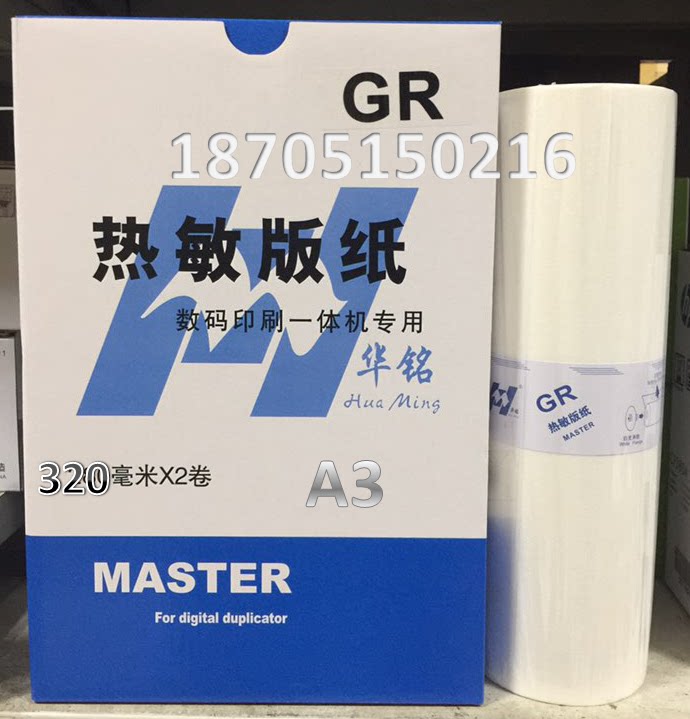 GR
18705150216
热敏版纸
数码印刷一体机专用
华铭
Hua Ming
320毫米X2卷
A3
MASTER
For digital duplicator
华铭
GR
热敏版纸
MASTER